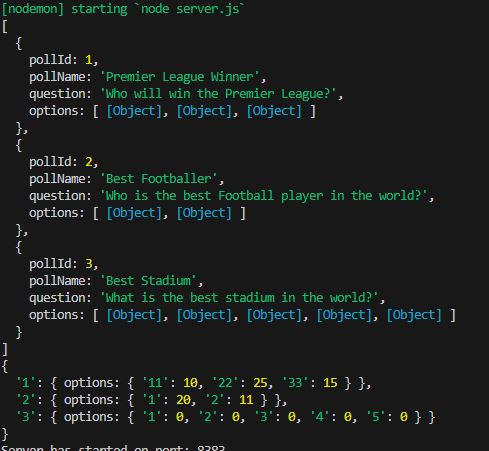 [nodemon] starting `node server.js`
[
  {
    pollId: 1,
    pollName: 'Premier League Winner',
    question: 'Who will win the Premier League?',
    options: [ [Object], [Object], [Object] ]
  },
  {
    pollId: 2,
    pollName: 'Best Footballer',
    question: 'Who is the best Football player in the world?',
    options: [ [Object], [Object] ]
  },
  {
    pollId: 3,
    pollName: 'Best Stadium',
    question: 'What is the best stadium in the world?',
    options: [ [Object], [Object], [Object], [Object], [Object] ]
  }
]
{
  '1': { options: { '11': 10, '22': 25, '33': 15 } },
  '2': { options: { '1': 20, '2': 11 } },
  '3': { options: { '1': 0, '2': 0, '3': 0, '4': 0, '5': 0 } }
}
Server has started on port: 8383